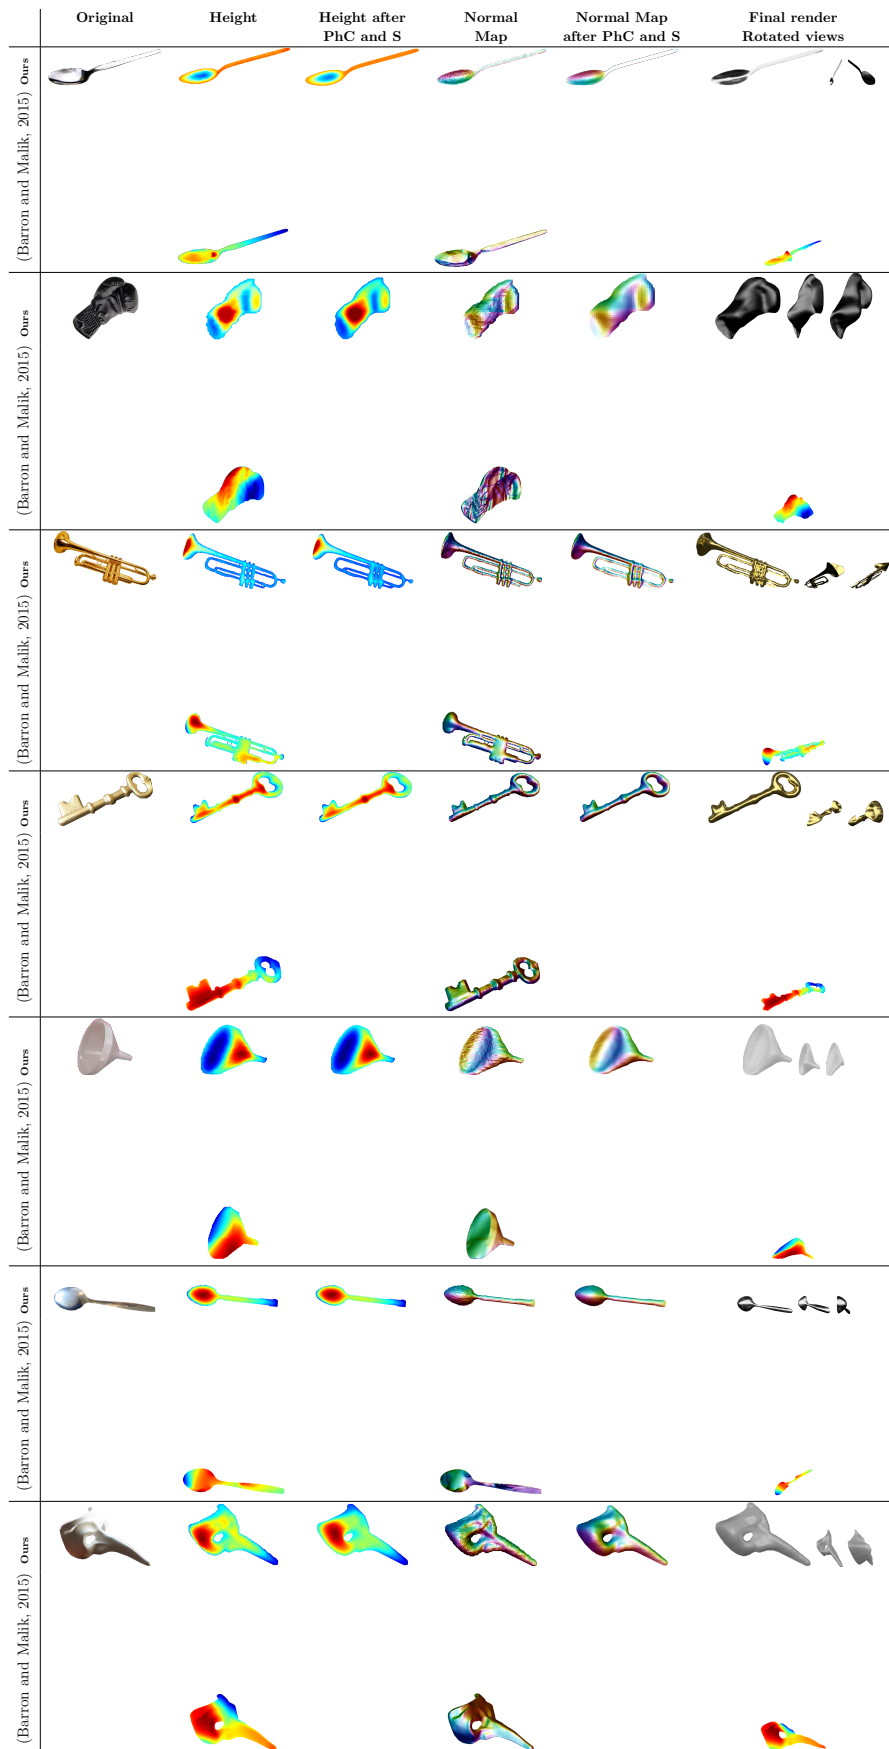 Original Height Height after Normal Normal Map Final render
PhC and S Map after PhC and S Rotated views
Ours
(Barron and Malik, 2015)
Ours
(Barron and Malik, 2015)
Ours
(Barron and Malik, 2015)
Ours
(Barron and Malik, 2015)
Ours
(Barron and Malik, 2015)
Ours
(Barron and Malik, 2015)
Ours
(Barron and Malik, 2015)